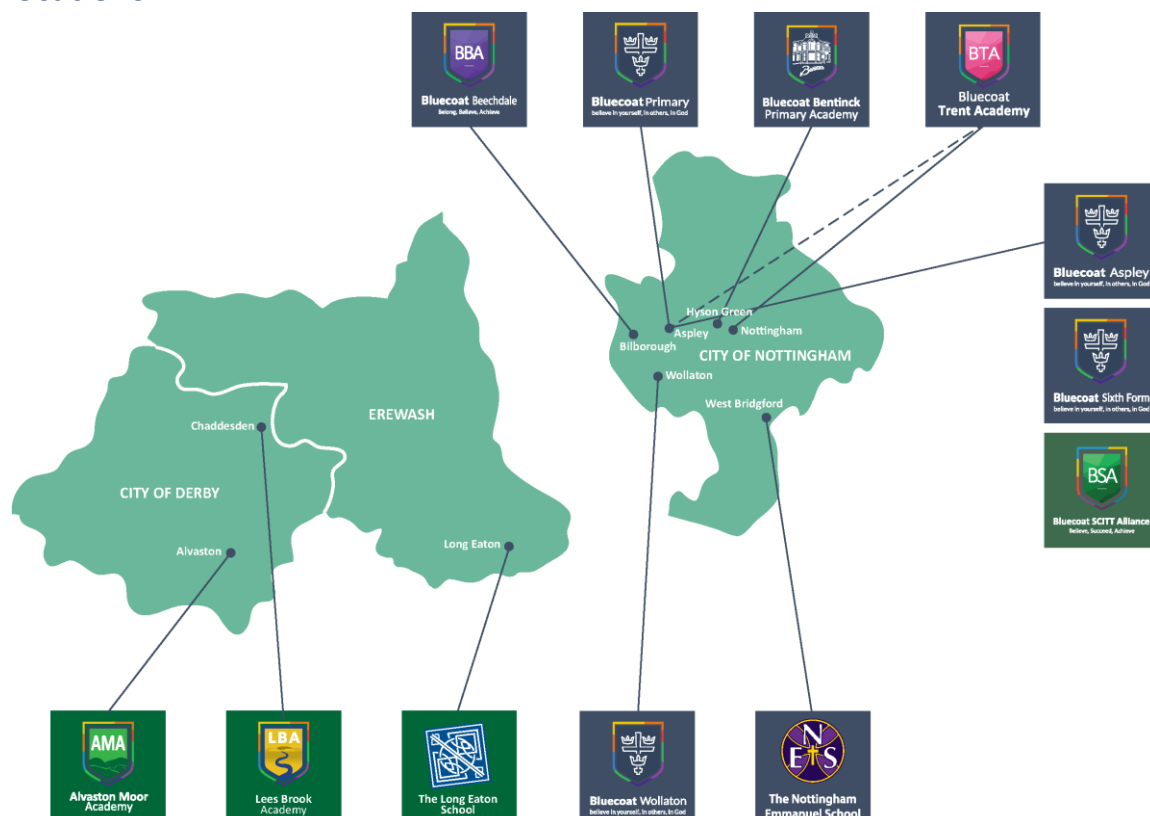 BBA
Bluecoat Beechdale
Belong, Believe, Achieve
Bluecoat Primary
believe in yourself, in others, in God
Bluecoat Bentinck
Primary Academy
BTA
Bluecoat
Trent Academy
Bluecoat Aspley
believe in yourself, in others, in God
Bluecoat Sixth Form
believe in yourself, in others, in God
BSA
Bluecoat SCITT Alliance
Believe, Succeed, Achieve
Hyson Green
Nottingham
Aspley
Bilborough
CITY OF NOTTINGHAM
Wollaton
West Bridgford
EREWASH
Chaddesden
CITY OF DERBY
Alvaston
Long Eaton
AMA
Alvaston Moor
Academy
LBA
Lees Brook
Academy
The Long Eaton
School
Bluecoat Wollaton
believe in yourself, in others, in God
N
E S
The Nottingham
Emmanuel School